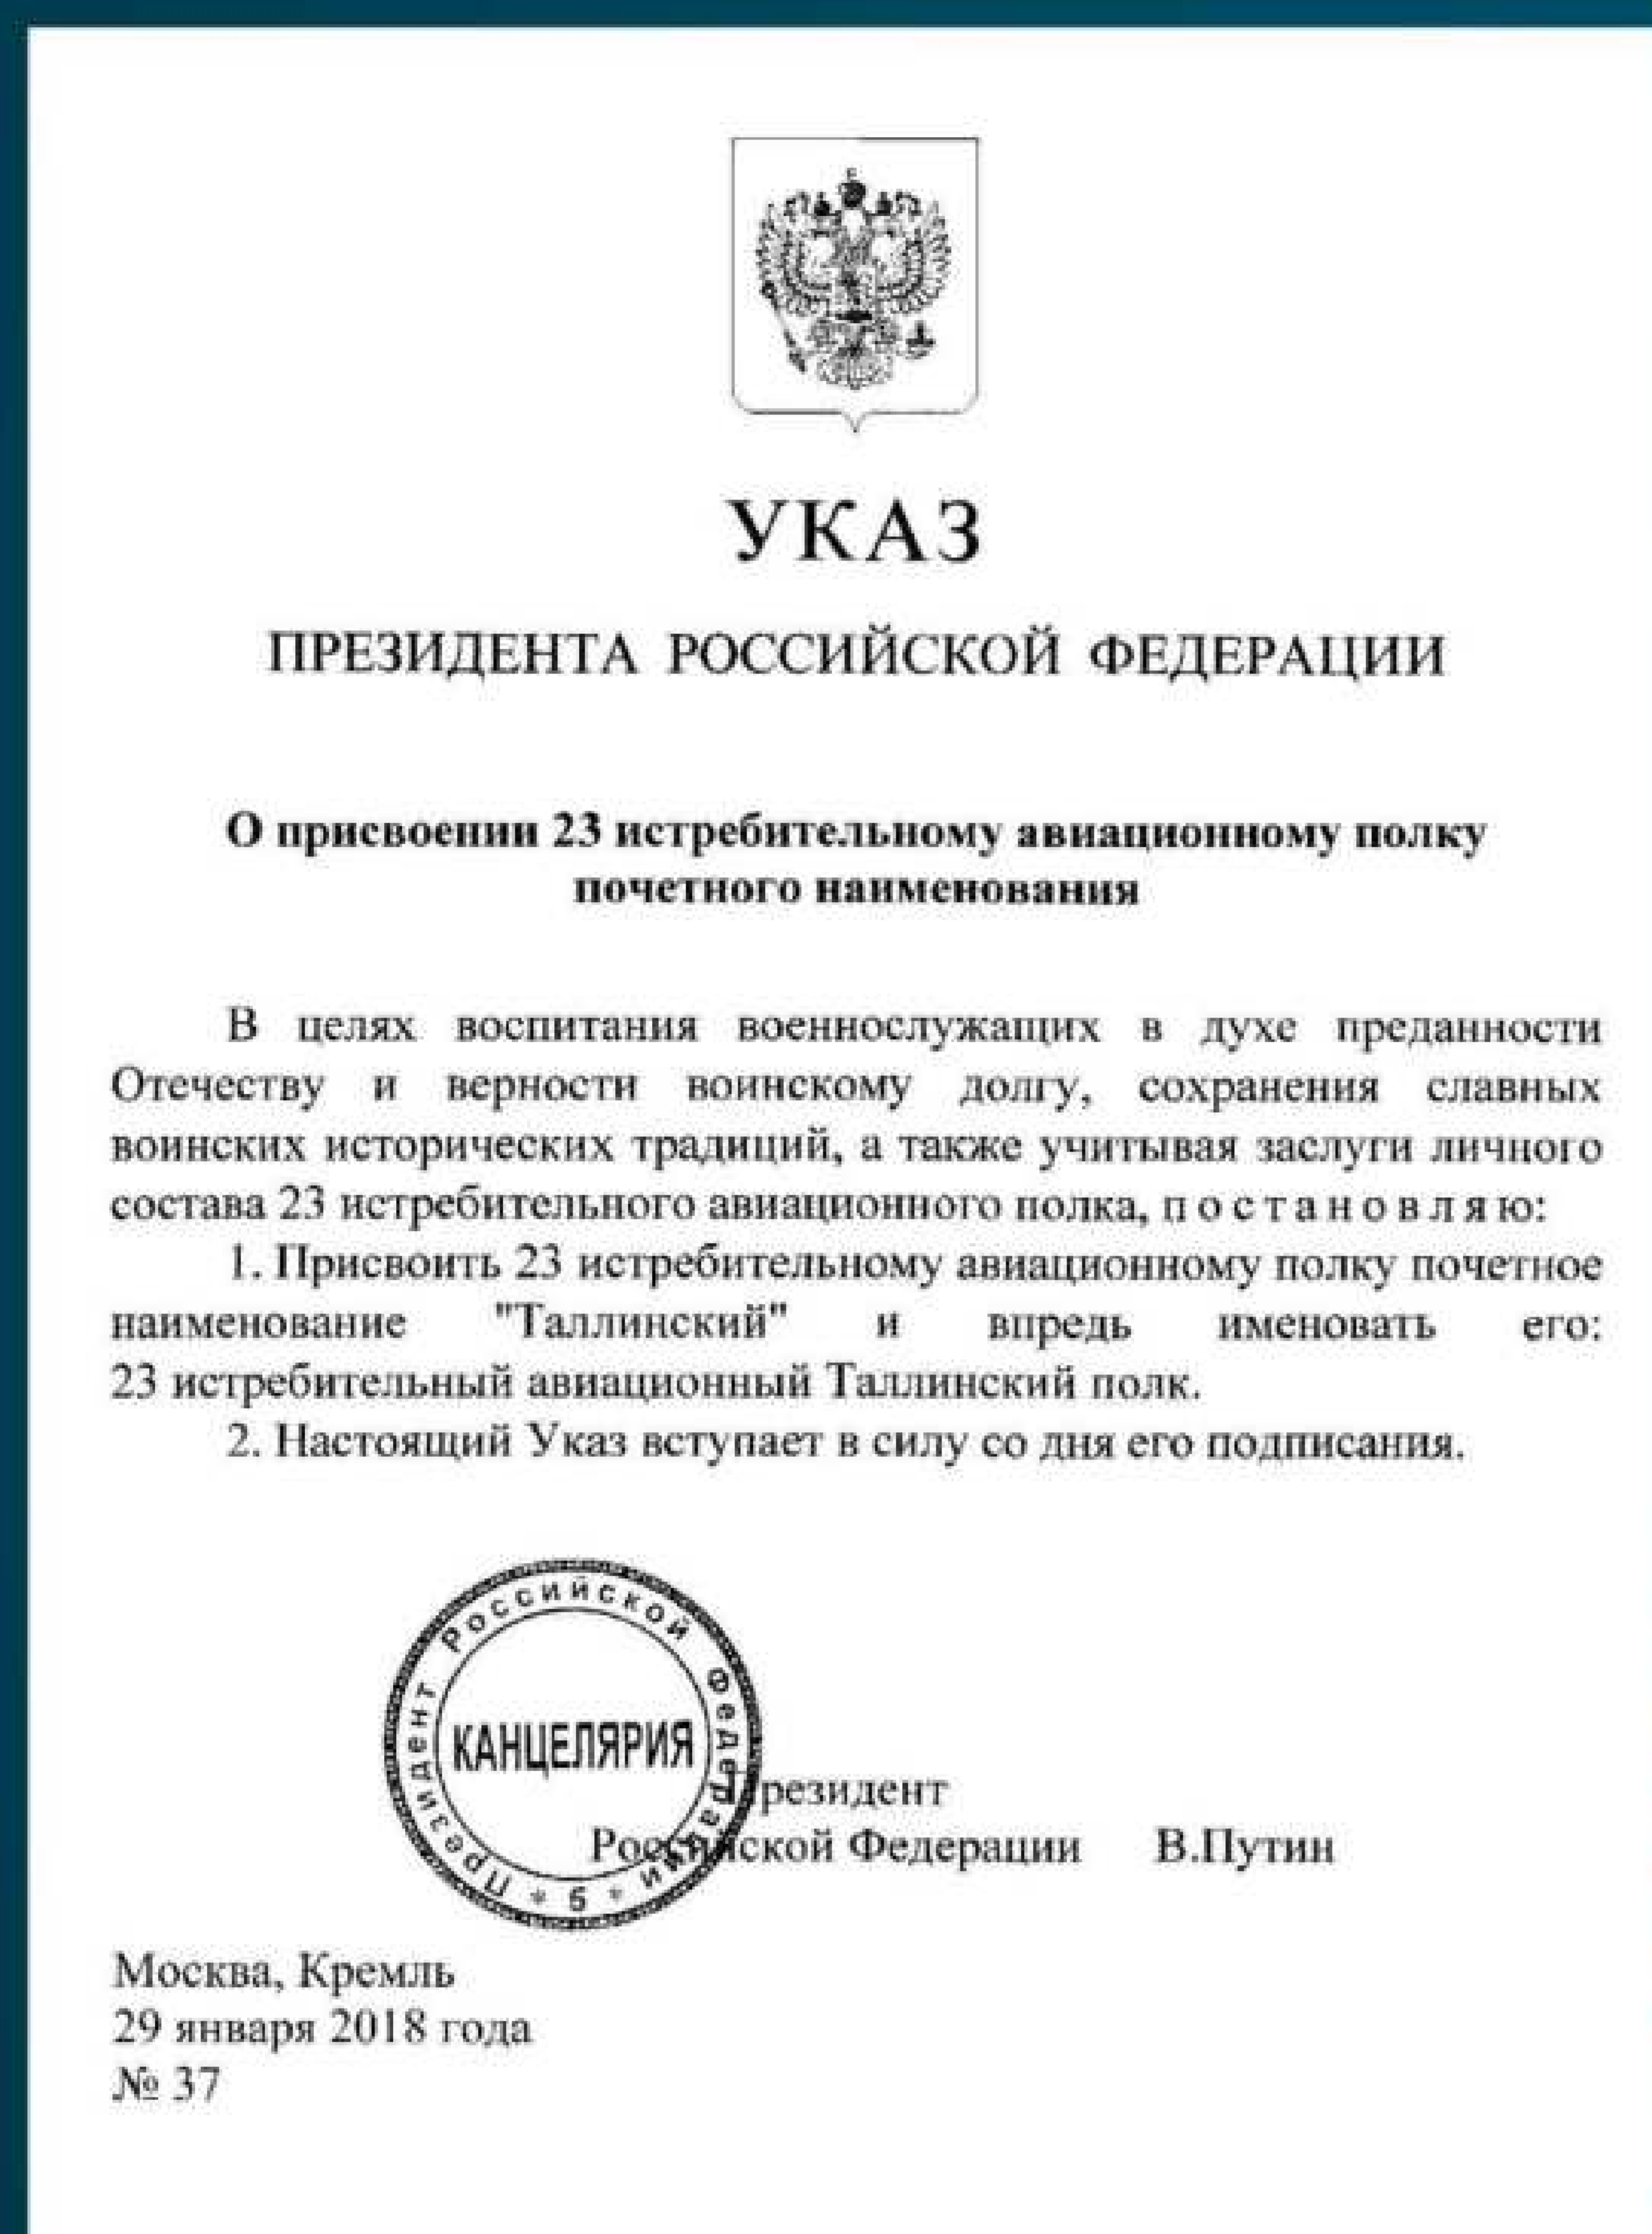 УКАЗ
ПРЕЗИДЕНТА РОССИЙСКОЙ ФЕДЕРАЦИИ
О присвоении 23 истребительному авиационному полку
почетного наименования
В целях воспитания военнослужащих в духе преданности
Отечеству и верности воинскому долгу, сохранения славных
воинских исторических традиций, а также учитывая заслуги личного
состава 23 истребительного авиационного полка, п о с т а н о в л я ю:
1. Присвоить 23 истребительному авиационному полку почетное
наименование "Таллинский" и впредь именовать его:
23 истребительный авиационный Таллинский полк.
2. Настоящий Указ вступает в силу со дня его подписания.
Президент Российской Федерации
* 5 *
КАНЦЕЛЯРИЯ
Президент
Российской Федерации В.Путин
Москва, Кремль
29 января 2018 года
№ 37